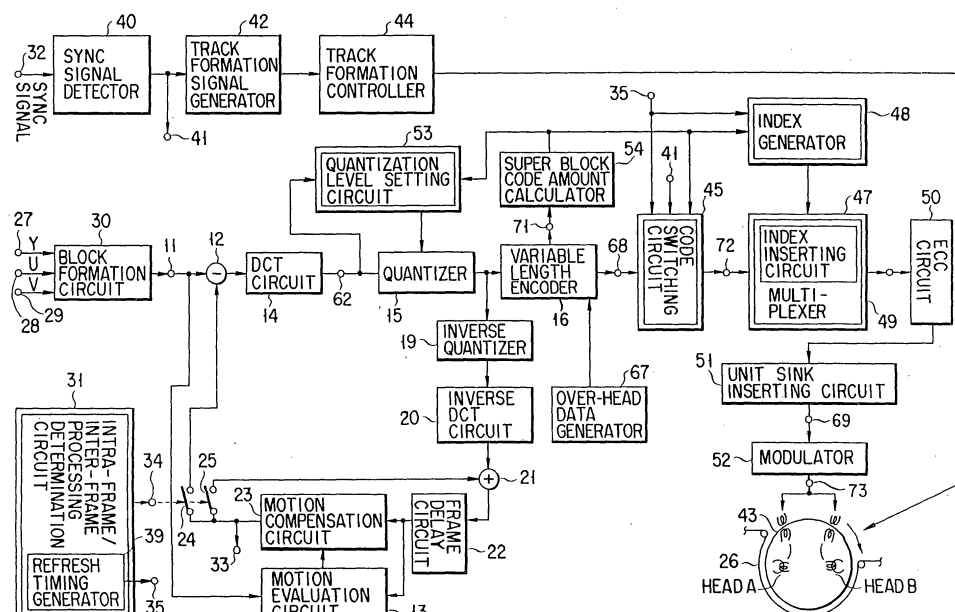 40
42
44
32
SYNC
SIGNAL
DETECTOR
TRACK
FORMATION
SIGNAL
GENERATOR
TRACK
FORMATION
CONTROLLER
SYNC
SIGNAL
41
35
48
INDEX
GENERATOR
53
54
41
QUANTIZATION
LEVEL SETTING
CIRCUIT
SUPER BLOCK
CODE AMOUNT
CALCULATOR
45
47
50
27
Y
U
V
30
11
12
71
BLOCK
FORMATION
CIRCUIT
DCT
CIRCUIT
QUANTIZER
VARIABLE
LENGTH
ENCODER
68
CODE
SWITCHING
CIRCUIT
72
INDEX
INSERTING
CIRCUIT
MULTI-
PLEXER
ECC
CIRCUIT
28
29
14
62
15
16
49
19
INVERSE
QUANTIZER
51
UNIT SINK
INSERTING CIRCUIT
31
67
20
INVERSE
DCT
CIRCUIT
OVER-HEAD
DATA
GENERATOR
69
INTRA-FRAME/
INTER-FRAME
PROCESSING
DETERMINATION
CIRCUIT
34
25
21
52
MODULATOR
73
24
23
MOTION
COMPENSATION
CIRCUIT
FRAME
DELAY
CIRCUIT
22
43
39
33
26
REFRESH
TIMING
GENERATOR
35
MOTION
EVALUATION
CIRCUIT
13
HEAD A
HEAD B